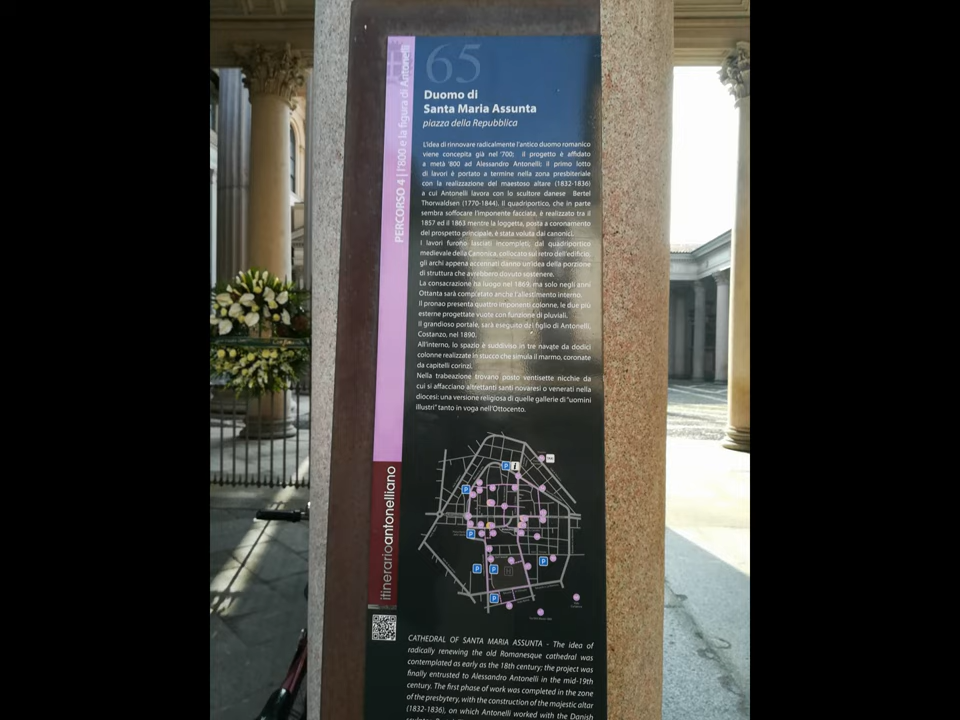 65
Duomo di
Santa Maria Assunta
piazza della Repubblica
PERCORSO 4 | l'800 e la figura di Antonelli
L'idea di rinnovare radicalmente l'antico duomo romanico
viene concepita già nel '700; il progetto è affidato
a metà '800 ad Alessandro Antonelli; il primo lotto
di lavori è portato a termine nella zona presbiteriale
con la realizzazione del maestoso altare (1832-1836)
a cui Antonelli lavora con lo scultore danese Bertel
Thorwaldsen (1770-1844). Il quadriportico, che in parte
sembra soffocare l'imponente facciata, è realizzato tra il
1857 ed il 1863 mentre la loggetta, posta a coronamento
del prospetto principale, è stata voluta dai canonici.
I lavori furono lasciati incompleti: dal quadriportico
medievale della Canonica, collocata sul retro dell'edificio,
gli archi appena accennati danno un'idea della porzione
di struttura che avrebbero dovuto sostenere.
La consacrazione ha luogo nel 1869, ma solo negli anni
Ottanta sarà completato anche l'allestimento interno.
Il pronao presenta quattro imponenti colonne, le due più
esterne progettate vuote con funzione di pluviali.
Il grandioso portale, sarà eseguito dal figlio di Antonelli,
Costanzo, nel 1890.
All'interno, lo spazio è suddiviso in tre navate da dodici
colonne realizzate in stucco che simula il marmo, coronate
da capitelli corinzi.
Nella trabeazione trovano posto ventisette nicchie da
cui si affacciano altrettanti santi novaresi o venerati nella
diocesi: una versione religiosa di quelle gallerie di "uomini
illustri" tanto in voga nell'Ottocento.
itinerarioantonelliano
P
i
P
P
P
P
P
P
CATHEDRAL OF SANTA MARIA ASSUNTA - The idea of
radically renewing the old Romanesque cathedral was
contemplated as early as the 18th century; the project was
finally entrusted to Alessandro Antonelli in the mid-19th
century. The first phase of work was completed in the zone
of the presbytery, with the construction of the majestic altar
(1832-1836), on which Antonelli worked with the Danish